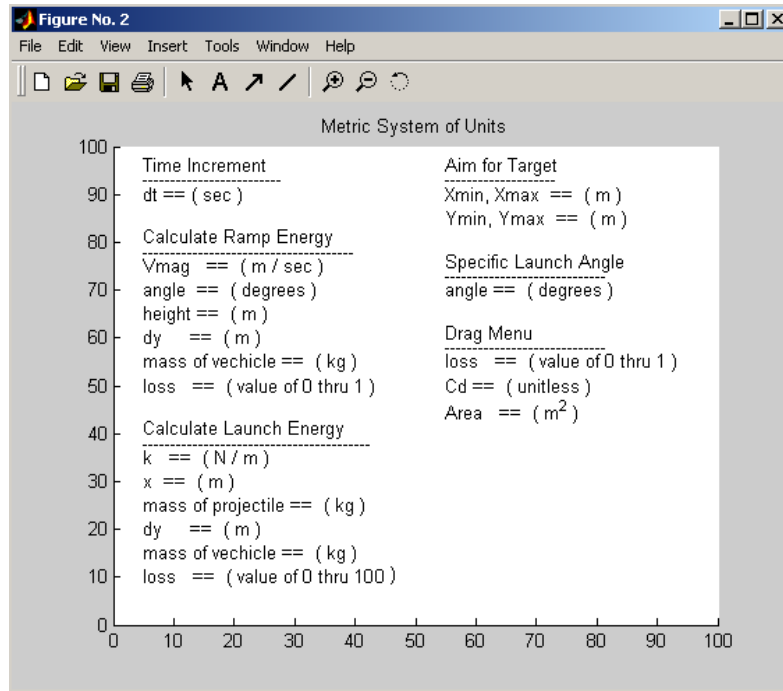 Figure No. 2
File Edit View Insert Tools Window Help
A
Metric System of Units
100
90
80
70
60
50
40
30
20
10
0
Time Increment
--------------------
dt == ( sec )
Calculate Ramp Energy
------------------------------
Vmag == ( m / sec )
angle == ( degrees )
height == ( m )
dy == ( m )
mass of vechicle == ( kg )
loss == ( value of 0 thru 1 )
Calculate Launch Energy
--------------------------------
k == ( N / m )
x == ( m )
mass of projectile == ( kg )
dy == ( m )
mass of vechicle == ( kg )
loss == ( value of 0 thru 100 )
Aim for Target
----------------
Xmin, Xmax == ( m )
Ymin, Ymax == ( m )
Specific Launch Angle
-----------------------
angle == ( degrees )
Drag Menu
-----------------------
loss == ( value of 0 thru 1 )
Cd == ( unitless )
Area == ( m² )
0 10 20 30 40 50 60 70 80 90 100